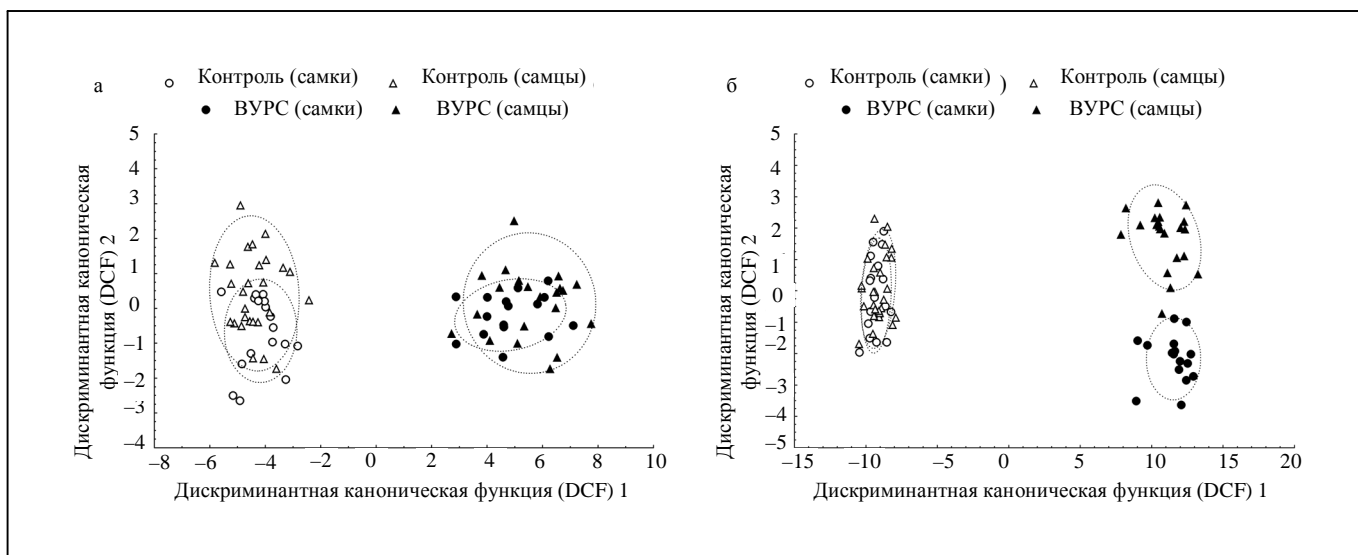 а
Контроль (самки)
Контроль (самцы)
ВУРС (самки)
ВУРС (самцы)
Дискриминантная каноническая
функция (DCF) 2
5
4
3
2
1
0
–1
–2
–3
–4
–8
–6
–4
–2
0
2
4
6
8
10
Дискриминантная каноническая функция (DCF) 1
б
Контроль (самки)
)
Контроль (самцы)
ВУРС (самки)
ВУРС (самцы)
Дискриминантная каноническая
функция (DCF) 2
5
4
3
2
1
0
–1
–2
–3
–4
–5
–15
–10
–5
0
5
10
15
20
Дискриминантная каноническая функция (DCF) 1